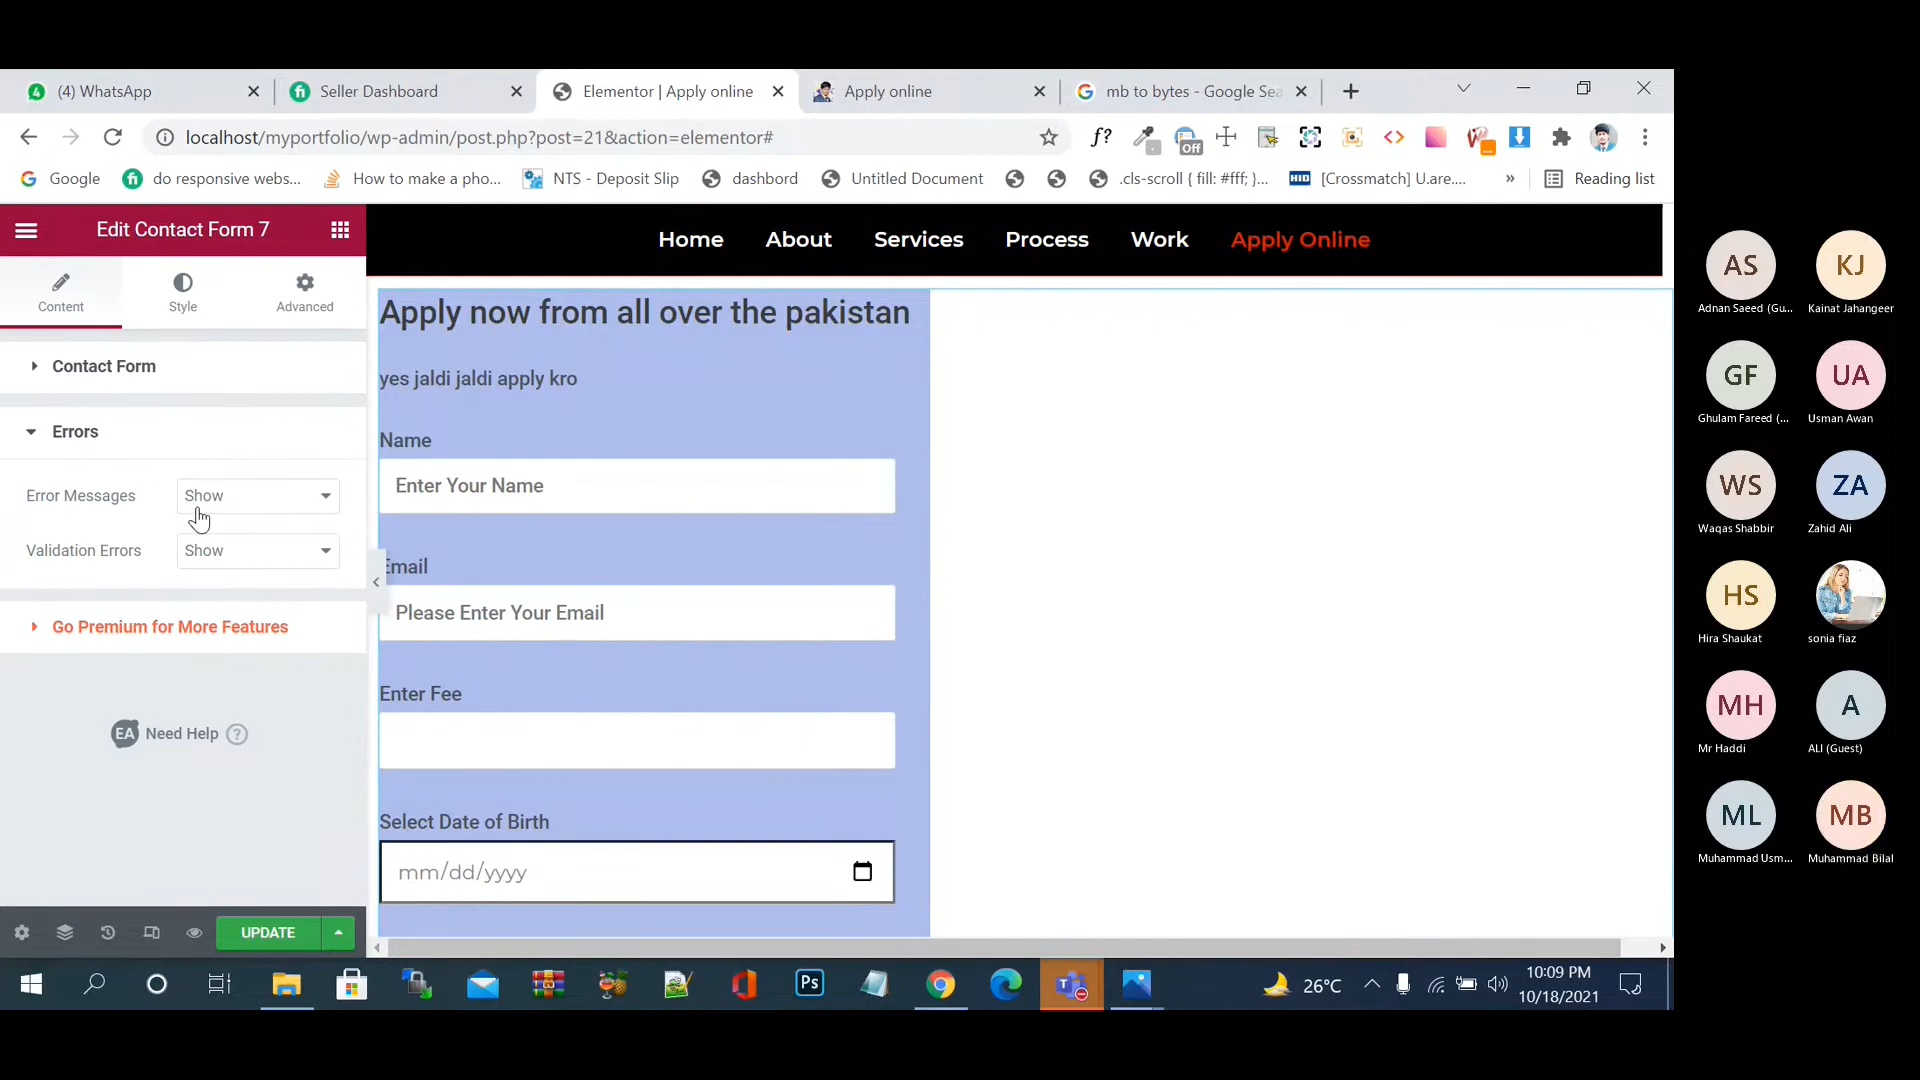 (4) WhatsApp
Seller Dashboard
Elementor | Apply online
Apply online
mb to bytes - Google Sea
localhost/myportfolio/wp-admin/post.php?post=21&action=elementor#
f?
Off
Google
do responsive webs...
How to make a pho...
NTS - Deposit Slip
dashbord
Untitled Document
.cls-scroll { fill: #fff; }...
HID
[Crossmatch] U.are....
»
Reading list
Edit Contact Form 7
Content
Style
Advanced
Contact Form
Errors
Error Messages
Show
Validation Errors
Show
Go Premium for More Features
EA Need Help ?
UPDATE
Home
About
Services
Process
Work
Apply Online
Apply now from all over the pakistan
yes jaldi jaldi apply kro
Name
Enter Your Name
Email
Please Enter Your Email
Enter Fee
Select Date of Birth
mm/dd/yyyy
AS
Adnan Saeed (Gu...
KJ
Kainat Jahangeer
GF
Ghulam Fareed (...
UA
Usman Awan
WS
Waqas Shabbir
ZA
Zahid Ali
HS
Hira Shaukat
sonia fiaz
MH
Mr Haddi
A
ALI (Guest)
ML
Muhammad Usm...
MB
Muhammad Bilal
Ps
26°C
10:09 PM
10/18/2021